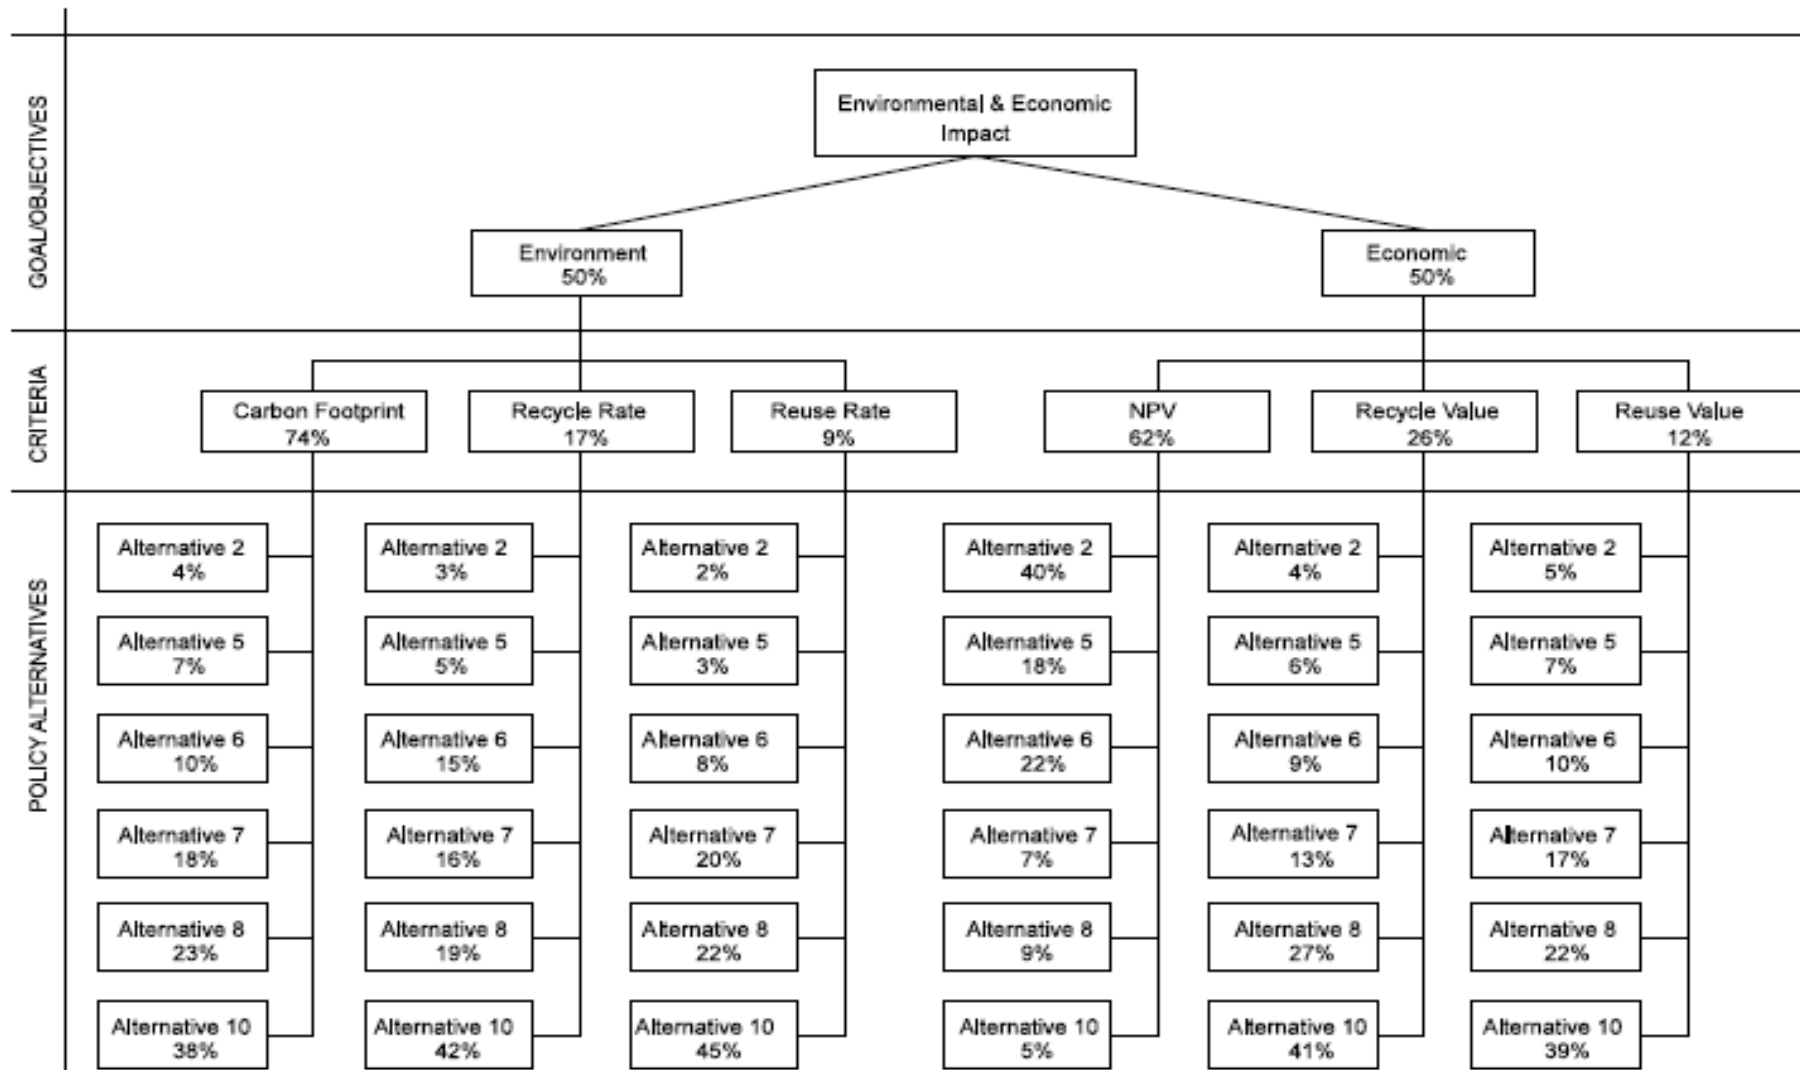 GOAL/OBJECTIVES
Environmental & Economic
Impact
Environment
50%
Economic
50%
CRITERIA
Carbon Footprint
74%
Recycle Rate
17%
Reuse Rate
9%
NPV
62%
Recycle Value
26%
Reuse Value
12%
POLICY ALTERNATIVES
Alternative 2
4%
Alternative 2
3%
Alternative 2
2%
Alternative 2
40%
Alternative 2
4%
Alternative 2
5%
Alternative 5
7%
Alternative 5
5%
Alternative 5
3%
Alternative 5
18%
Alternative 5
6%
Alternative 5
7%
Alternative 6
10%
Alternative 6
15%
Alternative 6
8%
Alternative 6
22%
Alternative 6
9%
Alternative 6
10%
Alternative 7
18%
Alternative 7
16%
Alternative 7
20%
Alternative 7
7%
Alternative 7
13%
Alternative 7
17%
Alternative 8
23%
Alternative 8
19%
Alternative 8
22%
Alternative 8
9%
Alternative 8
27%
Alternative 8
22%
Alternative 10
38%
Alternative 10
42%
Alternative 10
45%
Alternative 10
5%
Alternative 10
41%
Alternative 10
39%